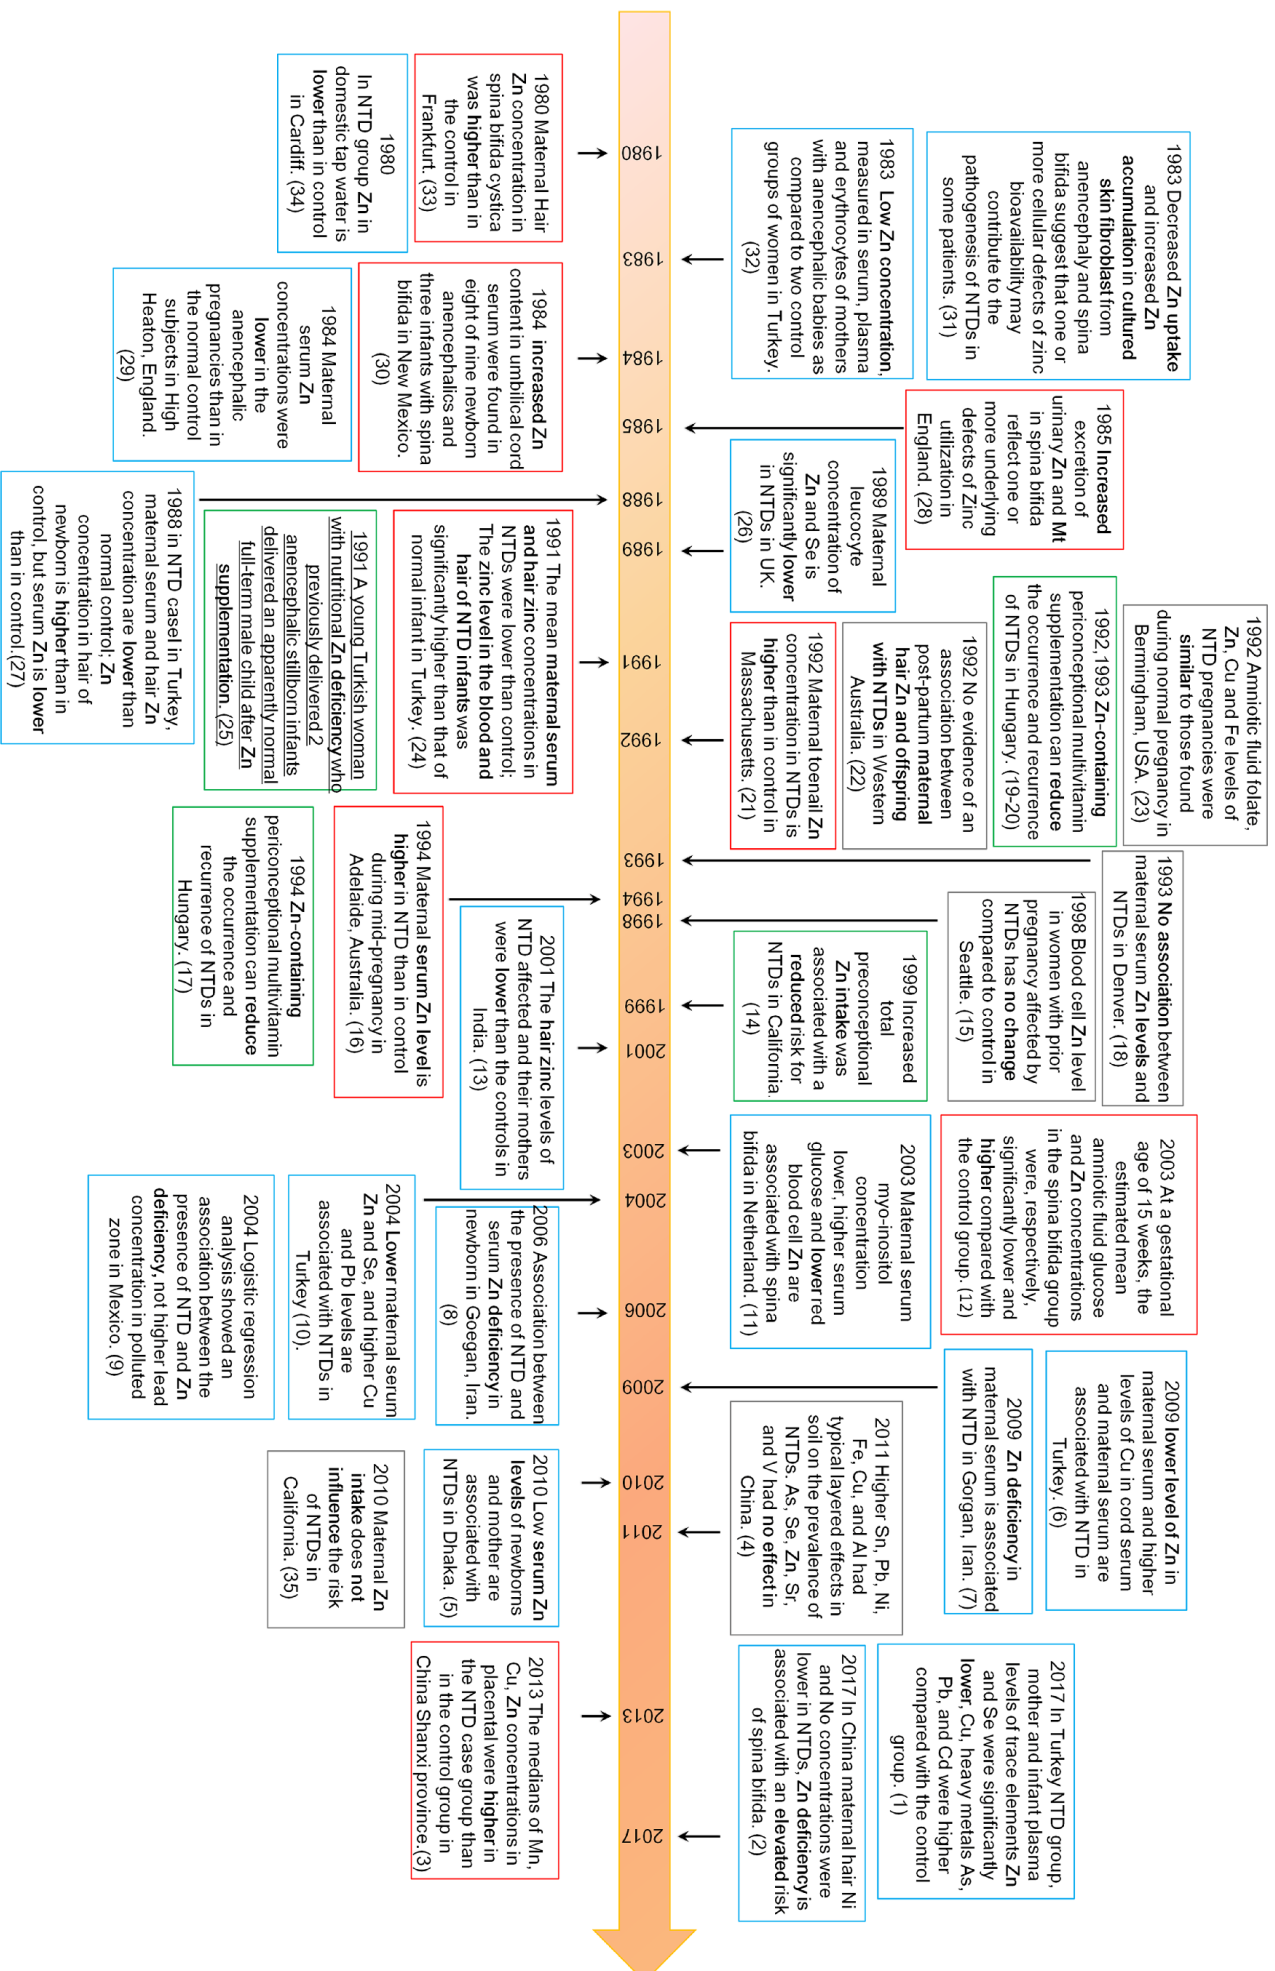 1980 Maternal Hair
Zn concentration in
spina bifida cystica
was higher than in
the control in
Frankfurt. (33)
1980
In NTD group Zn in
domestic tap water is
lower than in control
in Cardiff. (34)
1983 Decreased Zn uptake
and increased Zn
accumulation in cultured
skin fibroblast from
anencephaly and spina
bifida suggest that one or
more cellular defects of zinc
bioavailability may
contribute to the
pathogenesis of NTDs in
some patients. (31)
1983 Low Zn concentration,
measured in serum, plasma
and erythrocytes of mothers
with anencephalic babies as
compared to two control
groups of women in Turkey.
(32)
1984 increased Zn
content in umbilical cord
serum were found in
eight of nine newborn
anencephalics and
three infants with spina
bifida in New Mexico.
(30)
1984 Maternal
serum Zn
concentrations were
lower in the
anencephalic
pregnancies than in
the normal control
subjects in High
Heaton, England.
(29)
1985 Increased
excretion of
urinary Zn and Mt
in spina bifida
reflect one or
more underlying
defects of Zinc
utilization in
England. (28)
1988 in NTD caseI in Turkey,
maternal serum and hair Zn
concentration are lower than
normal control; Zn
concentration in hair of
newborn is higher than in
control, but serum Zn is lower
than in control.(27)
1989 Maternal
leucocyte
concentration of
Zn and Se is
significantly lower
in NTDs in UK.
(26)
1991 The mean maternal serum
and hair zinc concentrations in
NTDs were lower than control;
The zinc level in the blood and
hair of NTD infants was
significantly higher than that of
normal infant in Turkey. (24)
1991 A young Turkish woman
with nutritional Zn deficiency who
previously delivered 2
anencephalic stillborn infants
delivered an apparently normal
full-term male child after Zn
supplementation. (25)
1992 Amniotic fluid folate,
Zn, Cu and Fe levels of
NTD pregnancies were
similar to those found
during normal pregnancy in
Bermingham, USA. (23)
1992,1993 Zn-containing
periconceptional multivitamin
supplementation can reduce
the occurrence and recurrence
of NTDs in Hungary. (19-20)
1992 No evidence of an
association between
post-partum maternal
hair Zn and offspring
with NTDs in Western
Australia. (22)
1992 Maternal toenail Zn
concentration in NTDs is
higher than in control in
Massachusetts. (21)
1993 No association between
maternal serum Zn levels and
NTDs in Denver. (18)
1994 Maternal serum Zn level is
higher in NTD than in control
during mid-pregnancy in
Adelaide, Australia. (16)
1994 Zn-containing
periconceptional multivitamin
supplementation can reduce
the occurrence and
recurrence of NTDs in
Hungary. (17)
1998 Blood cell Zn level
in women with prior
pregnancy affected by
NTDs has no change
compared to control in
Seattle. (15)
1999 Increased
total
preconceptional
Zn intake was
associated with a
reduced risk for
NTDs in California.
(14)
2001 The hair zinc levels of
NTD affected and their mothers
were lower than the controls in
India. (13)
2003 At a gestational
age of 15 weeks, the
estimated mean
amniotic fluid glucose
and Zn concentrations
in the spina bifida group
were, respectively,
significantly lower and
higher compared with
the control group. (12)
2003 Maternal serum
myo-inositol
concentration
lower, higher serum
glucose and lower red
blood cell Zn are
associated with spina
bifida in Netherland. (11)
2004 Lower maternal serum
Zn and Se, and higher Cu
and Pb levels are
associated with NTDs in
Turkey (10).
2004 Logistic regression
analysis showed an
association between the
presence of NTD and Zn
deficiency, not higher lead
concentration in polluted
zone in Mexico. (9)
2006 Association between
the presence of NTD and
serum Zn deficiency in
newborn in Goegan, Iran.
(8)
2009 lower level of Zn in
maternal serum and higher
levels of Cu in cord serum
and maternal serum are
associated with NTD in
Turkey. (6)
2009 Zn deficiency in
maternal serum is associated
with NTD in Gorgan, Iran. (7)
2010 Low serum Zn
levels of newborns
and mother are
associated with
NTDs in Dhaka. (5)
2010 Maternal Zn
intake does not
influence the risk
of NTDs in
California. (35)
2011 Higher Sn, Pb, Ni,
Fe, Cu, and Al had
typical layered effects in
soil on the prevalence of
NTDs. As, Se, Zn, Sr,
and V had no effect in
China. (4)
2013 The medians of Mn,
Cu, Zn concentrations in
placental were higher in
the NTD case group than
in the control group in
China Shanxi province.(3)
2017 In Turkey NTD group,
mother and infant plasma
levels of trace elements Zn
and Se were significantly
lower, Cu, heavy metals As,
Pb, and Cd were higher
compared with the control
group. (1)
2017 In China maternal hair Ni
and No concentrations were
lower in NTDs, Zn deficiency is
associated with an elevated risk
of spina bifida. (2)
1980
1983
1984
1985
1988
1989
1991
1992
1993
1994
1998
1999
2001
2003
2004
2006
2009
2010
2011
2013
2017